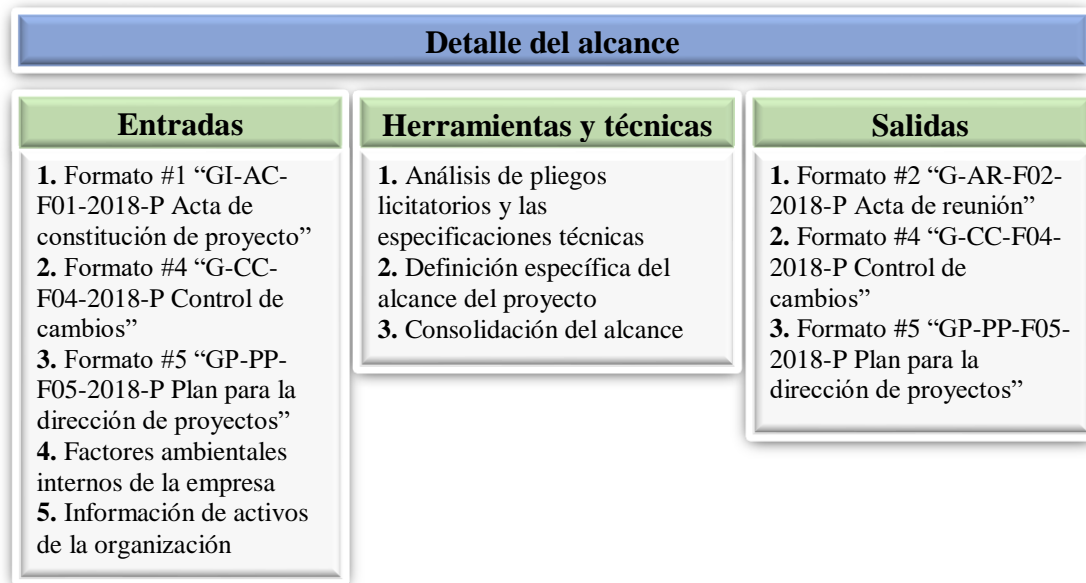 Detalle del alcance
Entradas
1. Formato #1 “GI-AC-
F01-2018-P Acta de
constitución de proyecto”
2. Formato #4 “G-CC-
F04-2018-P Control de
cambios”
3. Formato #5 “GP-PP-
F05-2018-P Plan para la
dirección de proyectos”
4. Factores ambientales
internos de la empresa
5. Información de activos
de la organización
Herramientas y técnicas
1. Análisis de pliegos
licitatorios y las
especificaciones técnicas
2. Definición específica del
alcance del proyecto
3. Consolidación del alcance
Salidas
1. Formato #2 “G-AR-F02-
2018-P Acta de reunión”
2. Formato #4 “G-CC-F04-
2018-P Control de
cambios”
3. Formato #5 “GP-PP-F05-
2018-P Plan para la
dirección de proyectos”